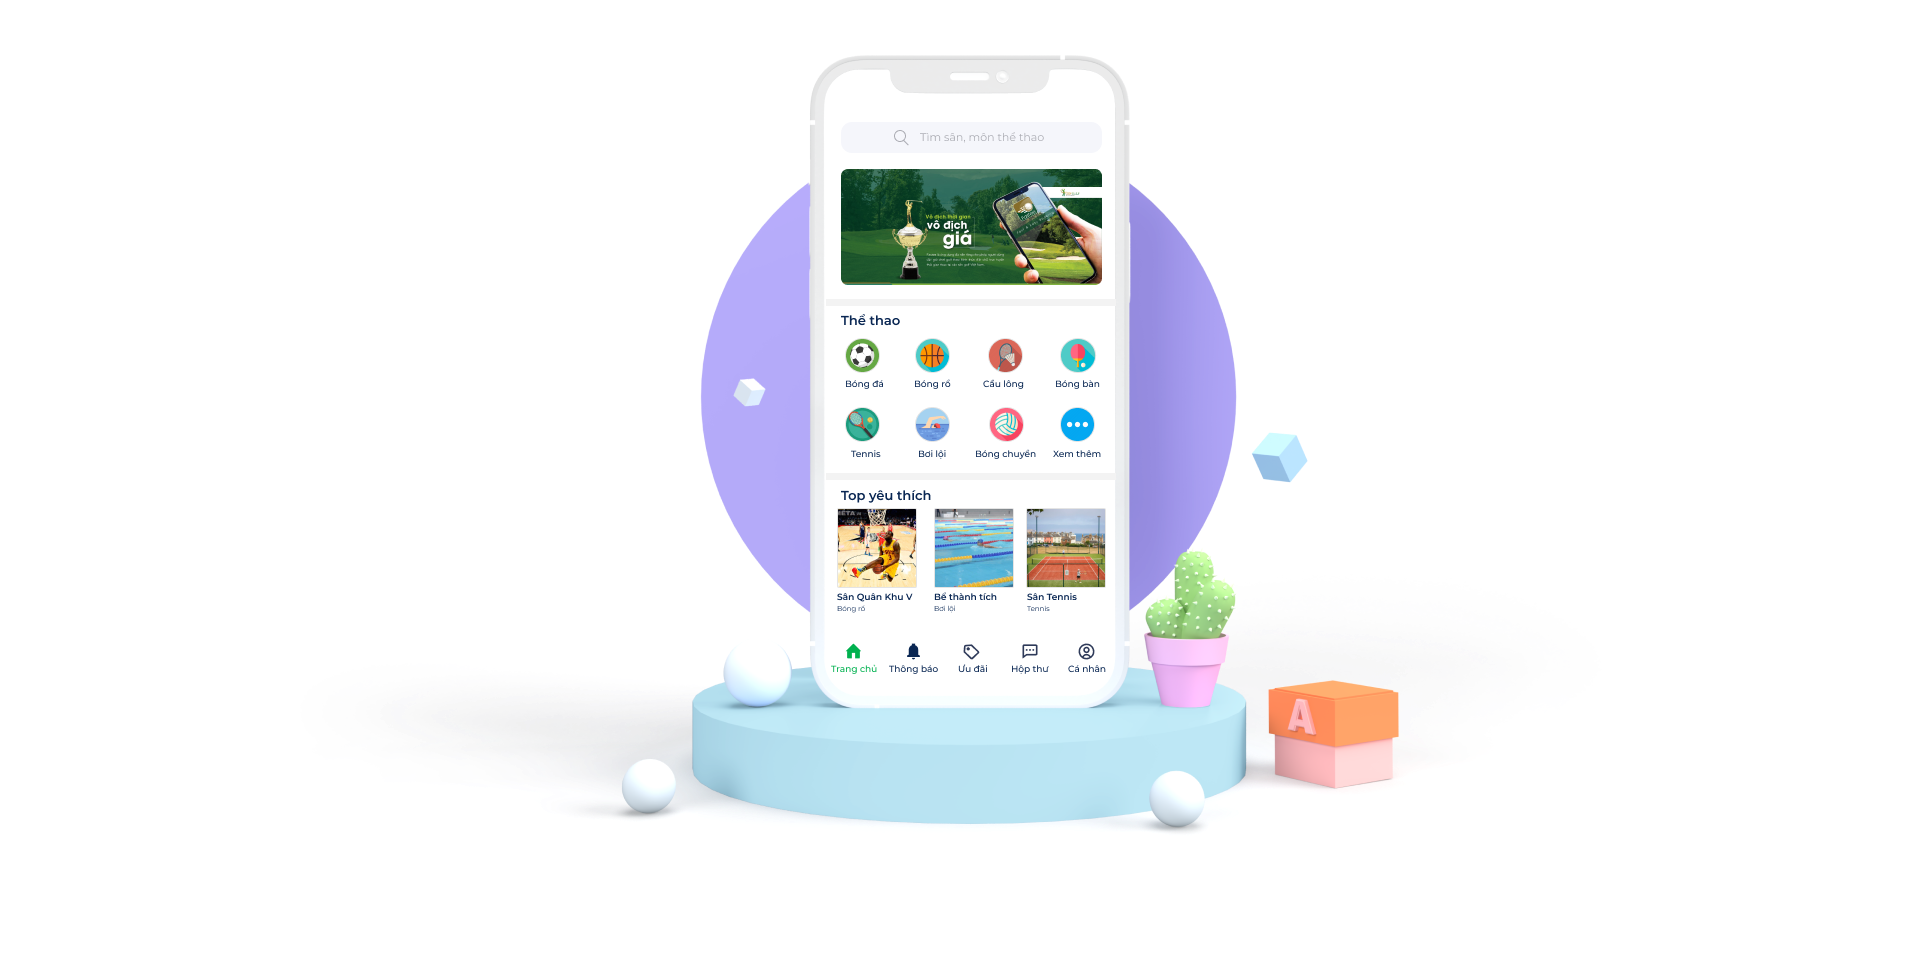 Tìm sân, môn thể thao
Vô địch thời gian
vô địch
giá
Thể thao
Bóng đá
Bóng rổ
Cầu lông
Bóng bàn
Tennis
Bơi lội
Bóng chuyền
Xem thêm
Top yêu thích
Sân Quân Khu V
Bóng rổ
Bể thành tích
Bơi lội
Sân Tennis
Tennis
Trang chủ
Thông báo
Ưu đãi
Hộp thư
Cá nhân
A